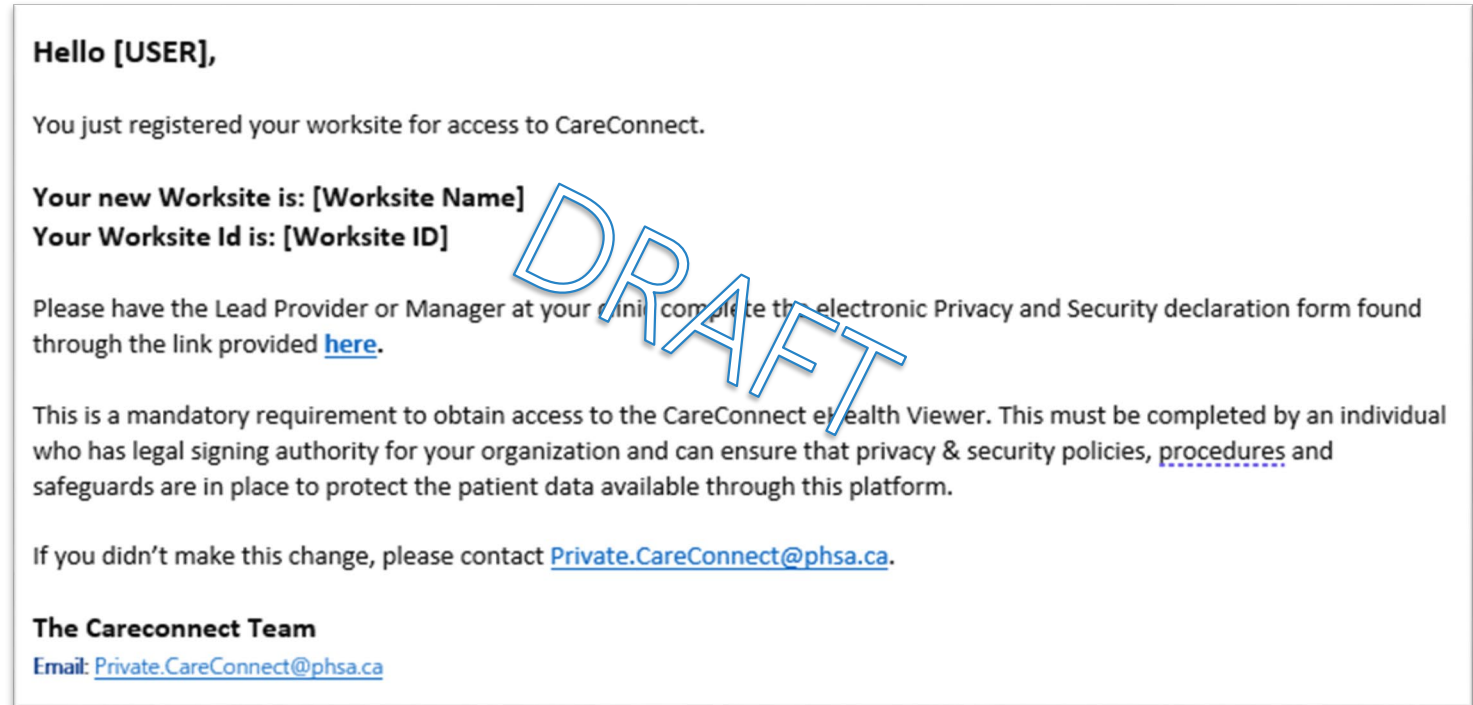 Hello [USER],
You just registered your worksite for access to CareConnect.
Your new Worksite is: [Worksite Name]
Your Worksite Id is: [Worksite ID]
Please have the Lead Provider or Manager at your clinic complete the electronic Privacy and Security declaration form found
through the link provided here.
This is a mandatory requirement to obtain access to the CareConnect eHealth Viewer. This must be completed by an individual
who has legal signing authority for your organization and can ensure that privacy & security policies, procedures and
safeguards are in place to protect the patient data available through this platform.
If you didn’t make this change, please contact Private.CareConnect@phsa.ca.
The Careconnect Team
Email: Private.CareConnect@phsa.ca
DRAFT